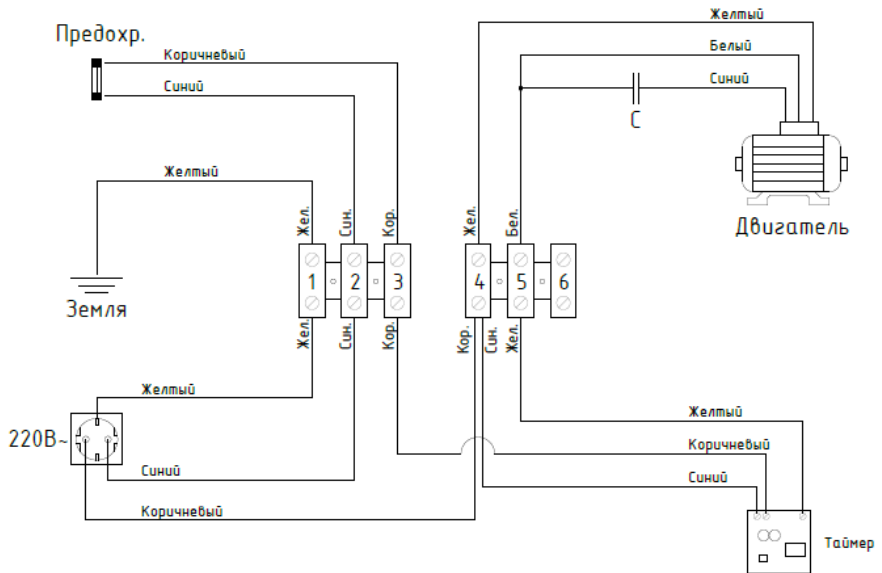 Желтый
Предохр.
Белый
Коричневый
Синий
Синий
C
Желтый
Двигатель
Жел.
Син.
Кор.
Жел.
Бел.
1
2
3
4
5
6
Земля
Жел.
Син.
Кор.
Кор.
Син.
Жел.
Желтый
Желтый
220В~
Коричневый
Синий
Синий
Коричневый
Таймер